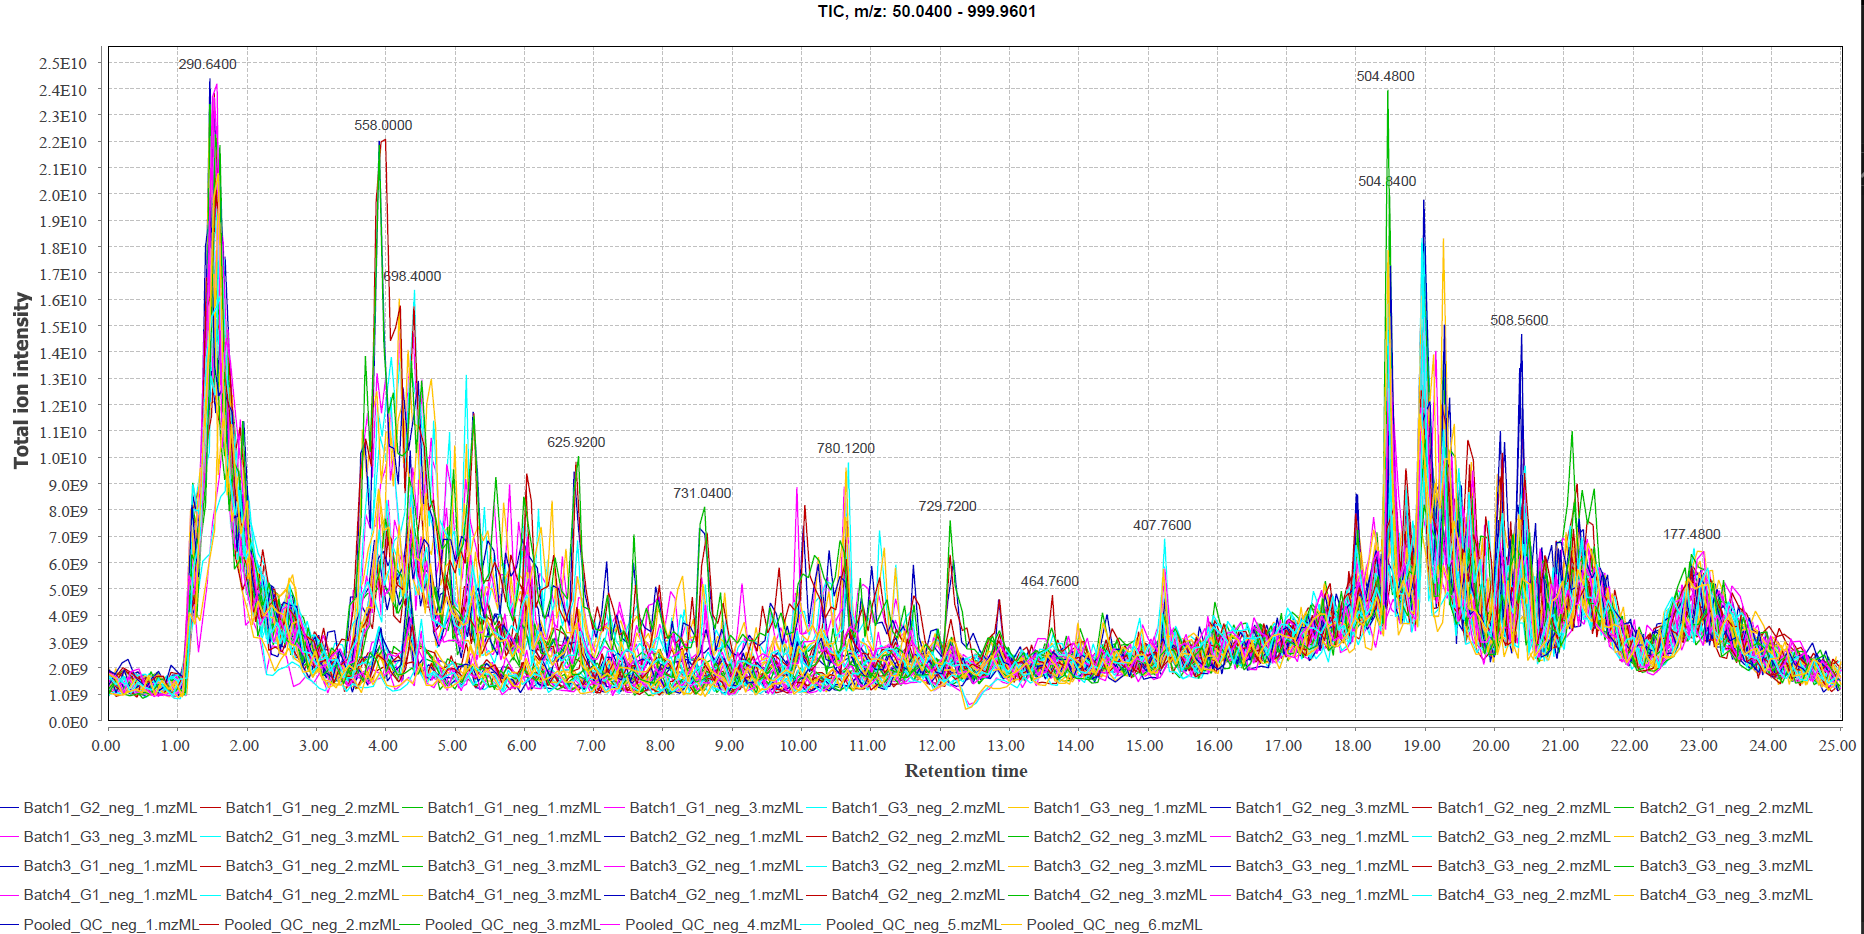 TIC, m/z: 50.0400 - 999.9601
Total ion intensity
2.5E10
2.4E10
2.3E10
2.2E10
2.1E10
2.0E10
1.9E10
1.8E10
1.7E10
1.6E10
1.5E10
1.4E10
1.3E10
1.2E10
1.1E10
1.0E10
9.0E9
8.0E9
7.0E9
6.0E9
5.0E9
4.0E9
3.0E9
2.0E9
1.0E9
0.0E0
290.6400
504.4800
558.0000
504.8400
698.4000
508.5600
625.9200
780.1200
731.0400
729.7200
407.7600
177.4800
464.7600
0.00 1.00 2.00 3.00 4.00 5.00 6.00 7.00 8.00 9.00 10.00 11.00 12.00 13.00 14.00 15.00 16.00 17.00 18.00 19.00 20.00 21.00 22.00 23.00 24.00 25.00
Retention time
Batch1_G2_neg_1.mzML Batch1_G1_neg_2.mzML Batch1_G1_neg_1.mzML Batch1_G1_neg_3.mzML Batch1_G3_neg_2.mzML Batch1_G3_neg_1.mzML Batch1_G2_neg_3.mzML Batch1_G2_neg_2.mzML Batch2_G1_neg_2.mzML
Batch1_G3_neg_3.mzML Batch2_G1_neg_3.mzML Batch2_G1_neg_1.mzML Batch2_G2_neg_1.mzML Batch2_G2_neg_2.mzML Batch2_G2_neg_3.mzML Batch2_G3_neg_1.mzML Batch2_G3_neg_2.mzML Batch2_G3_neg_3.mzML
Batch3_G1_neg_1.mzML Batch3_G1_neg_2.mzML Batch3_G1_neg_3.mzML Batch3_G2_neg_1.mzML Batch3_G2_neg_2.mzML Batch3_G2_neg_3.mzML Batch3_G3_neg_1.mzML Batch3_G3_neg_2.mzML Batch3_G3_neg_3.mzML
Batch4_G1_neg_1.mzML Batch4_G1_neg_2.mzML Batch4_G1_neg_3.mzML Batch4_G2_neg_1.mzML Batch4_G2_neg_2.mzML Batch4_G2_neg_3.mzML Batch4_G3_neg_1.mzML Batch4_G3_neg_2.mzML Batch4_G3_neg_3.mzML
Pooled_QC_neg_1.mzML Pooled_QC_neg_2.mzML Pooled_QC_neg_3.mzML Pooled_QC_neg_4.mzML Pooled_QC_neg_5.mzML Pooled_QC_neg_6.mzML